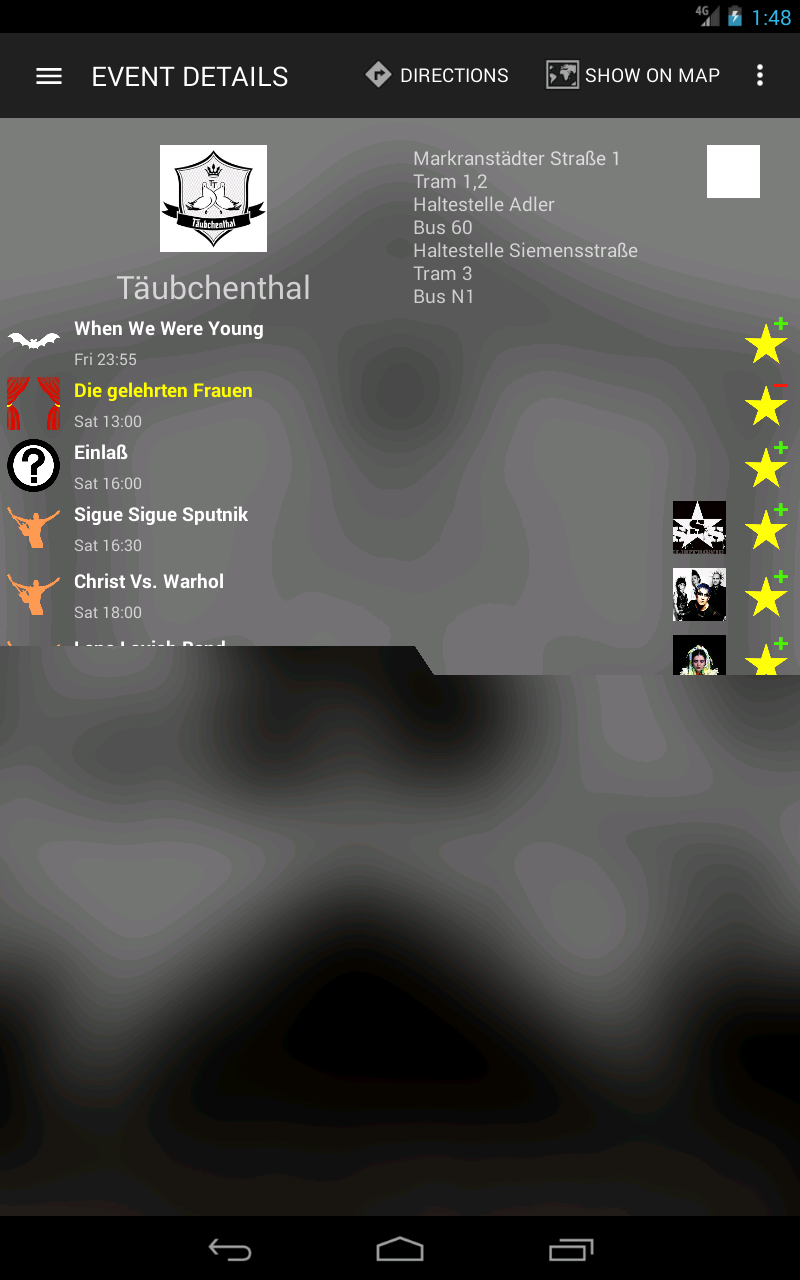 4G 1:48
EVENT DETAILS DIRECTIONS SHOW ON MAP
Täubchenthal
Täubchenthal
Markranstädter Straße 1
Tram 1,2
Haltestelle Adler
Bus 60
Haltestelle Siemensstraße
Tram 3
Bus N1
When We Were Young
Fri 23:55
Die gelehrten Frauen
Sat 13:00
Einlaß
Sat 16:00
Sigue Sigue Sputnik
Sat 16:30
SSS
Christ Vs. Warhol
Sat 18:00